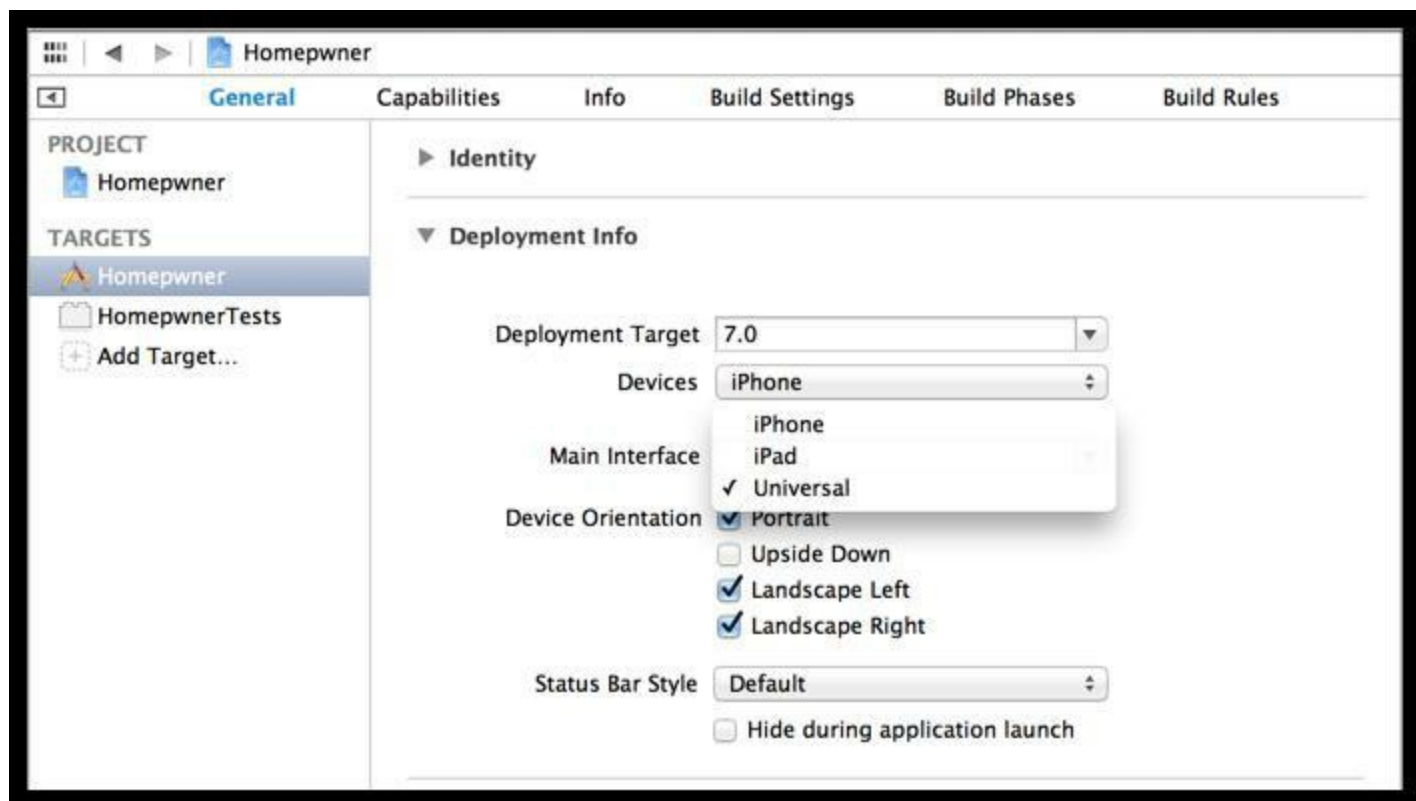 Homepwner
General Capabilities Info Build Settings Build Phases Build Rules
PROJECT
Homepwner
TARGETS
Homepwner
HomepwnerTests
Add Target...
Identity
Deployment Info
Deployment Target 7.0
Devices iPhone
iPhone
Main Interface iPad
✓ Universal
Device Orientation Portrait
Upside Down
Landscape Left
Landscape Right
Status Bar Style Default
Hide during application launch